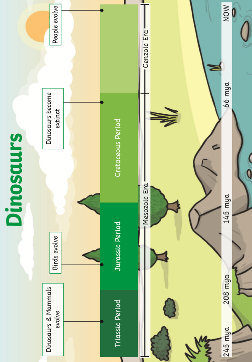 Dinosaurs
Dinosaurs & Mammals
evolve
Birds evolve
Dinosaurs become
extinct
People evolve
Triassic Period
Jurassic Period
Cretaceous Period
Mesozoic Era
Cenozoic Era
245 mya
208 mya
145 mya
66 mya
NOW